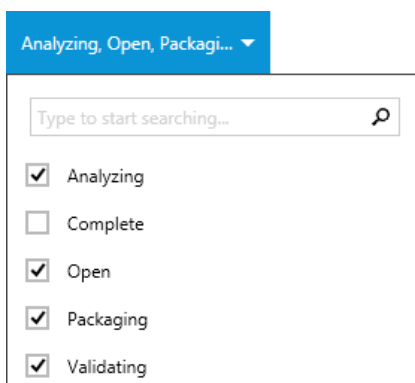 Analyzing, Open, Packagi...
Type to start searching...
Analyzing
Complete
Open
Packaging
Validating